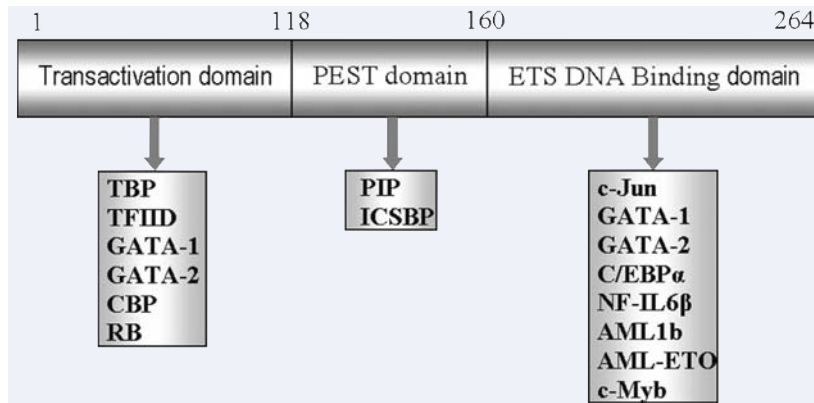 1 118 160 264
Transactivation domain PEST domain ETS DNA Binding domain
TBP
TFIID
GATA-1
GATA-2
CBP
RB
PIP
ICSBP
c-Jun
GATA-1
GATA-2
C/EBPα
NF-IL6β
AML1b
AML-ETO
c-Myb